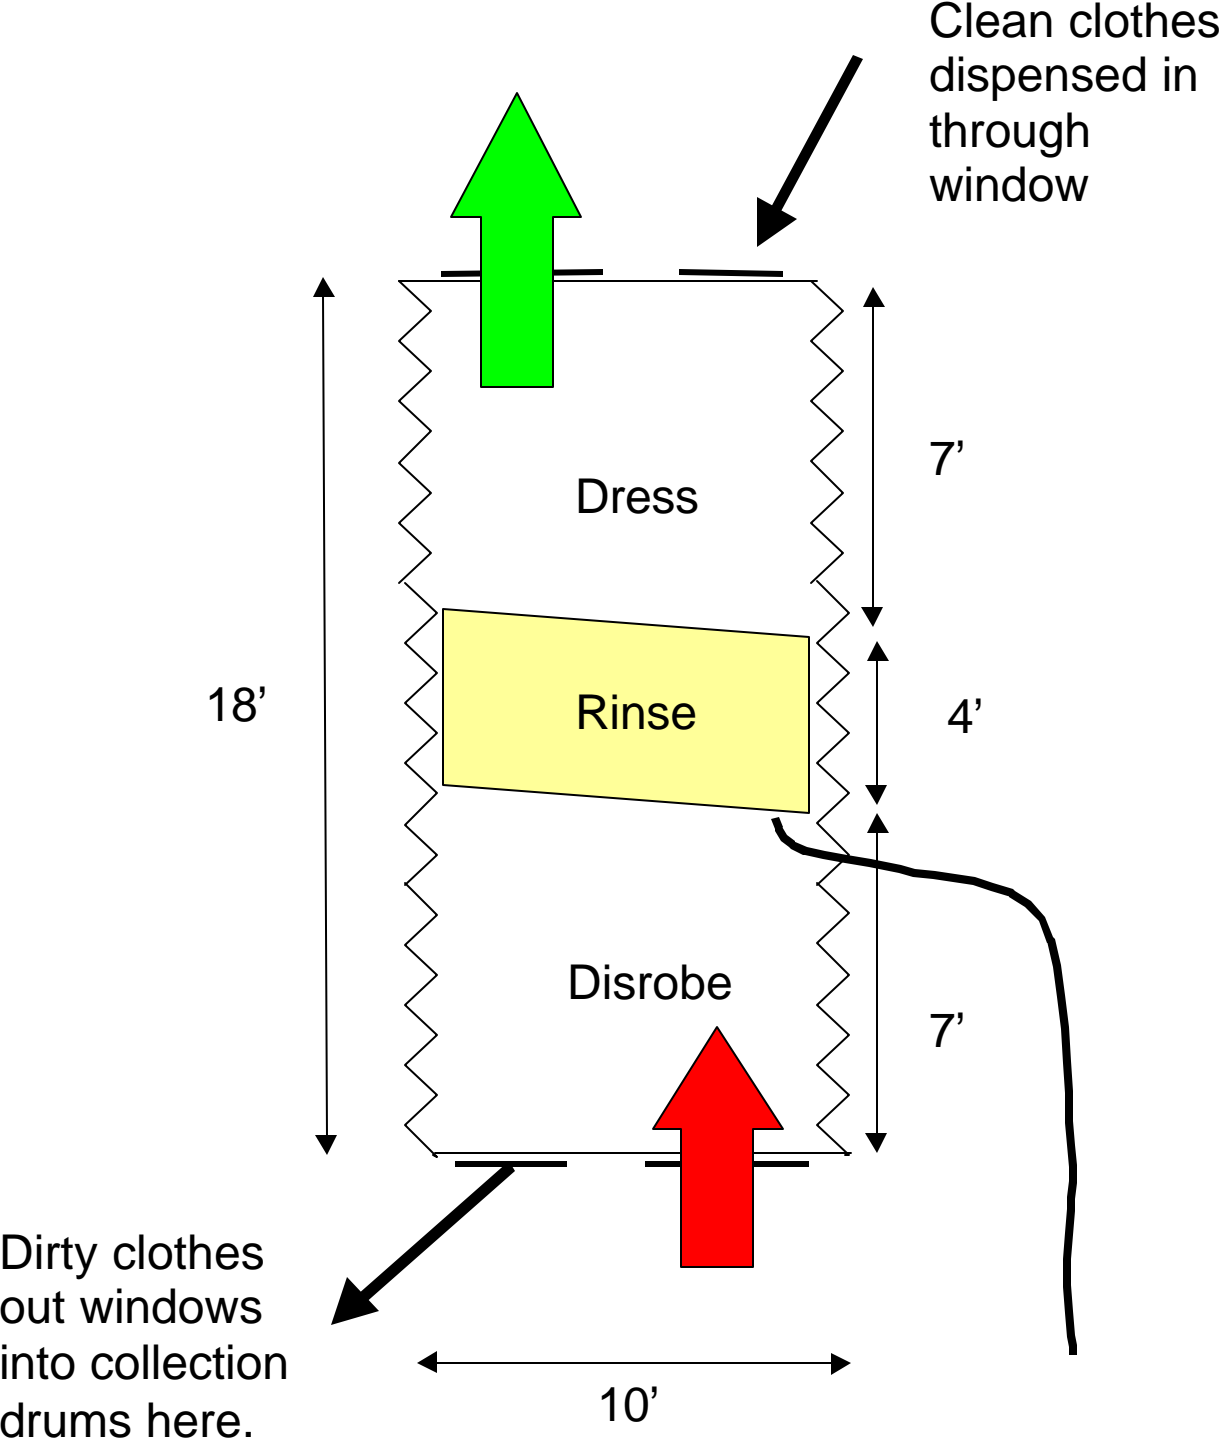 Clean clothes
dispensed in
through
window
7’
Dress
18’
Rinse
4’
Disrobe
7’
Dirty clothes
out windows
into collection
drums here.
10’